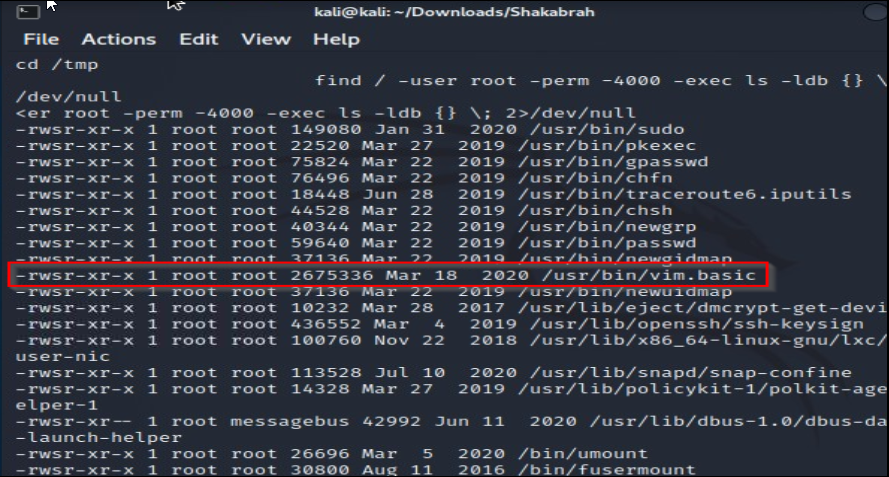 kali@kali: ~/Downloads/Shakabrah
File Actions Edit View Help
cd /tmp
find / -user root -perm -4000 -exec ls -ldb {} \
/dev/null
<er root -perm -4000 -exec ls -ldb {} \; 2>/dev/null
-rwsr-xr-x 1 root root 149080 Jan 31 2020 /usr/bin/sudo
-rwsr-xr-x 1 root root 22520 Mar 27 2019 /usr/bin/pkexec
-rwsr-xr-x 1 root root 75824 Mar 22 2019 /usr/bin/gpasswd
-rwsr-xr-x 1 root root 76496 Mar 22 2019 /usr/bin/chfn
-rwsr-xr-x 1 root root 18448 Jun 28 2019 /usr/bin/traceroute6.iputils
-rwsr-xr-x 1 root root 44528 Mar 22 2019 /usr/bin/chsh
-rwsr-xr-x 1 root root 40344 Mar 22 2019 /usr/bin/newgrp
-rwsr-xr-x 1 root root 59640 Mar 22 2019 /usr/bin/passwd
-rwsr-xr-x 1 root root 37136 Mar 22 2019 /usr/bin/newgidmap
-rwsr-xr-x 1 root root 2675336 Mar 18 2020 /usr/bin/vim.basic
-rwsr-xr-x 1 root root 37136 Mar 22 2019 /usr/bin/newuidmap
-rwsr-xr-x 1 root root 10232 Mar 28 2017 /usr/lib/eject/dmcrypt-get-devi
-rwsr-xr-x 1 root root 436552 Mar 4 2019 /usr/lib/openssh/ssh-keysign
-rwsr-xr-x 1 root root 100760 Nov 22 2018 /usr/lib/x86_64-linux-gnu/lxc/
user-nic
-rwsr-xr-x 1 root root 113528 Jul 10 2020 /usr/lib/snapd/snap-confine
-rwsr-xr-x 1 root root 14328 Mar 27 2019 /usr/lib/policykit-1/polkit-age
elper-1
-rwsr-xr-- 1 root messagebus 42992 Jun 11 2020 /usr/lib/dbus-1.0/dbus-da
-launch-helper
-rwsr-xr-x 1 root root 26696 Mar 5 2020 /bin/umount
-rwsr-xr-x 1 root root 30800 Aug 11 2016 /bin/fusermount